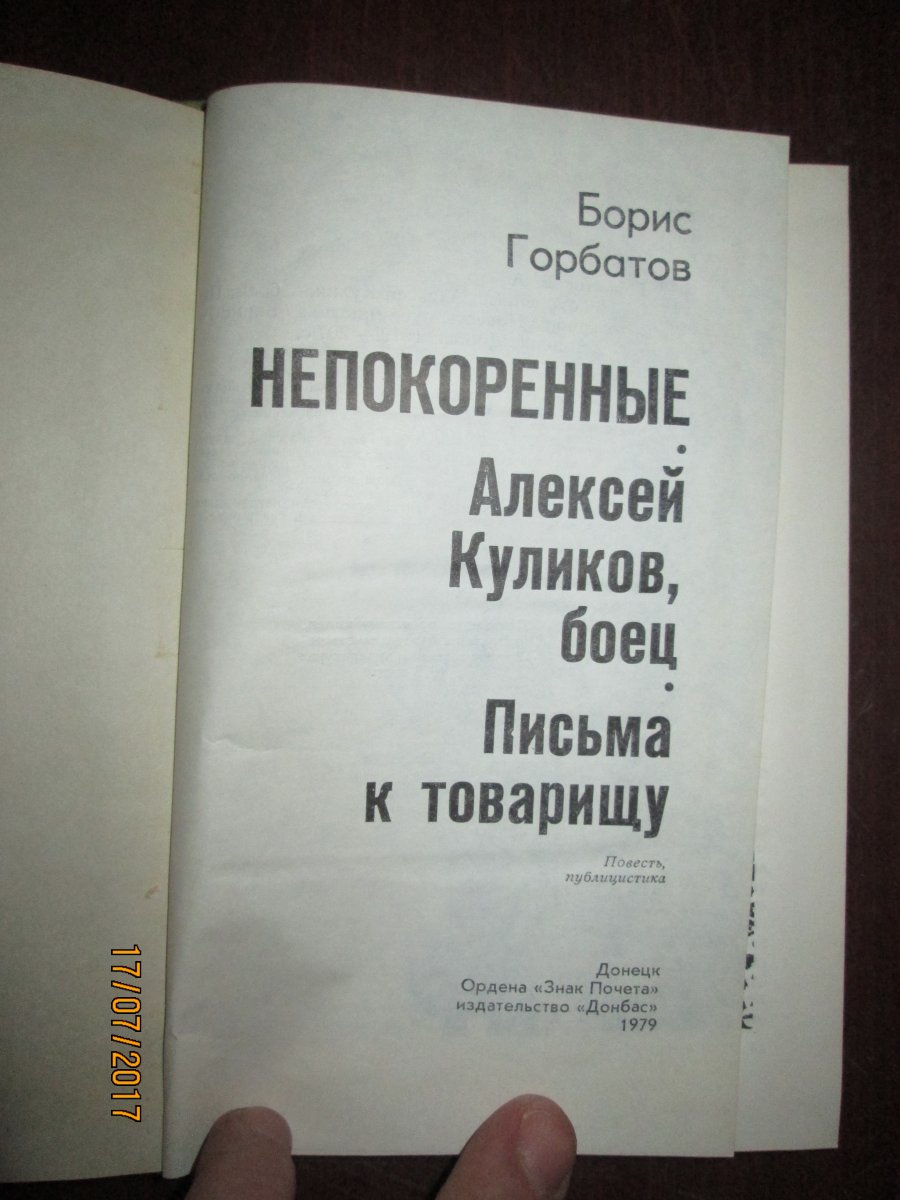 Борис
Горбатов
НЕПОКОРЕННЫЕ
.
Алексей
Куликов,
боец
.
Письма
к товарищу
Повесть,
публицистика
Донецк
Ордена «Знак Почета»
издательство «Донбас»
1979
17/07/2017